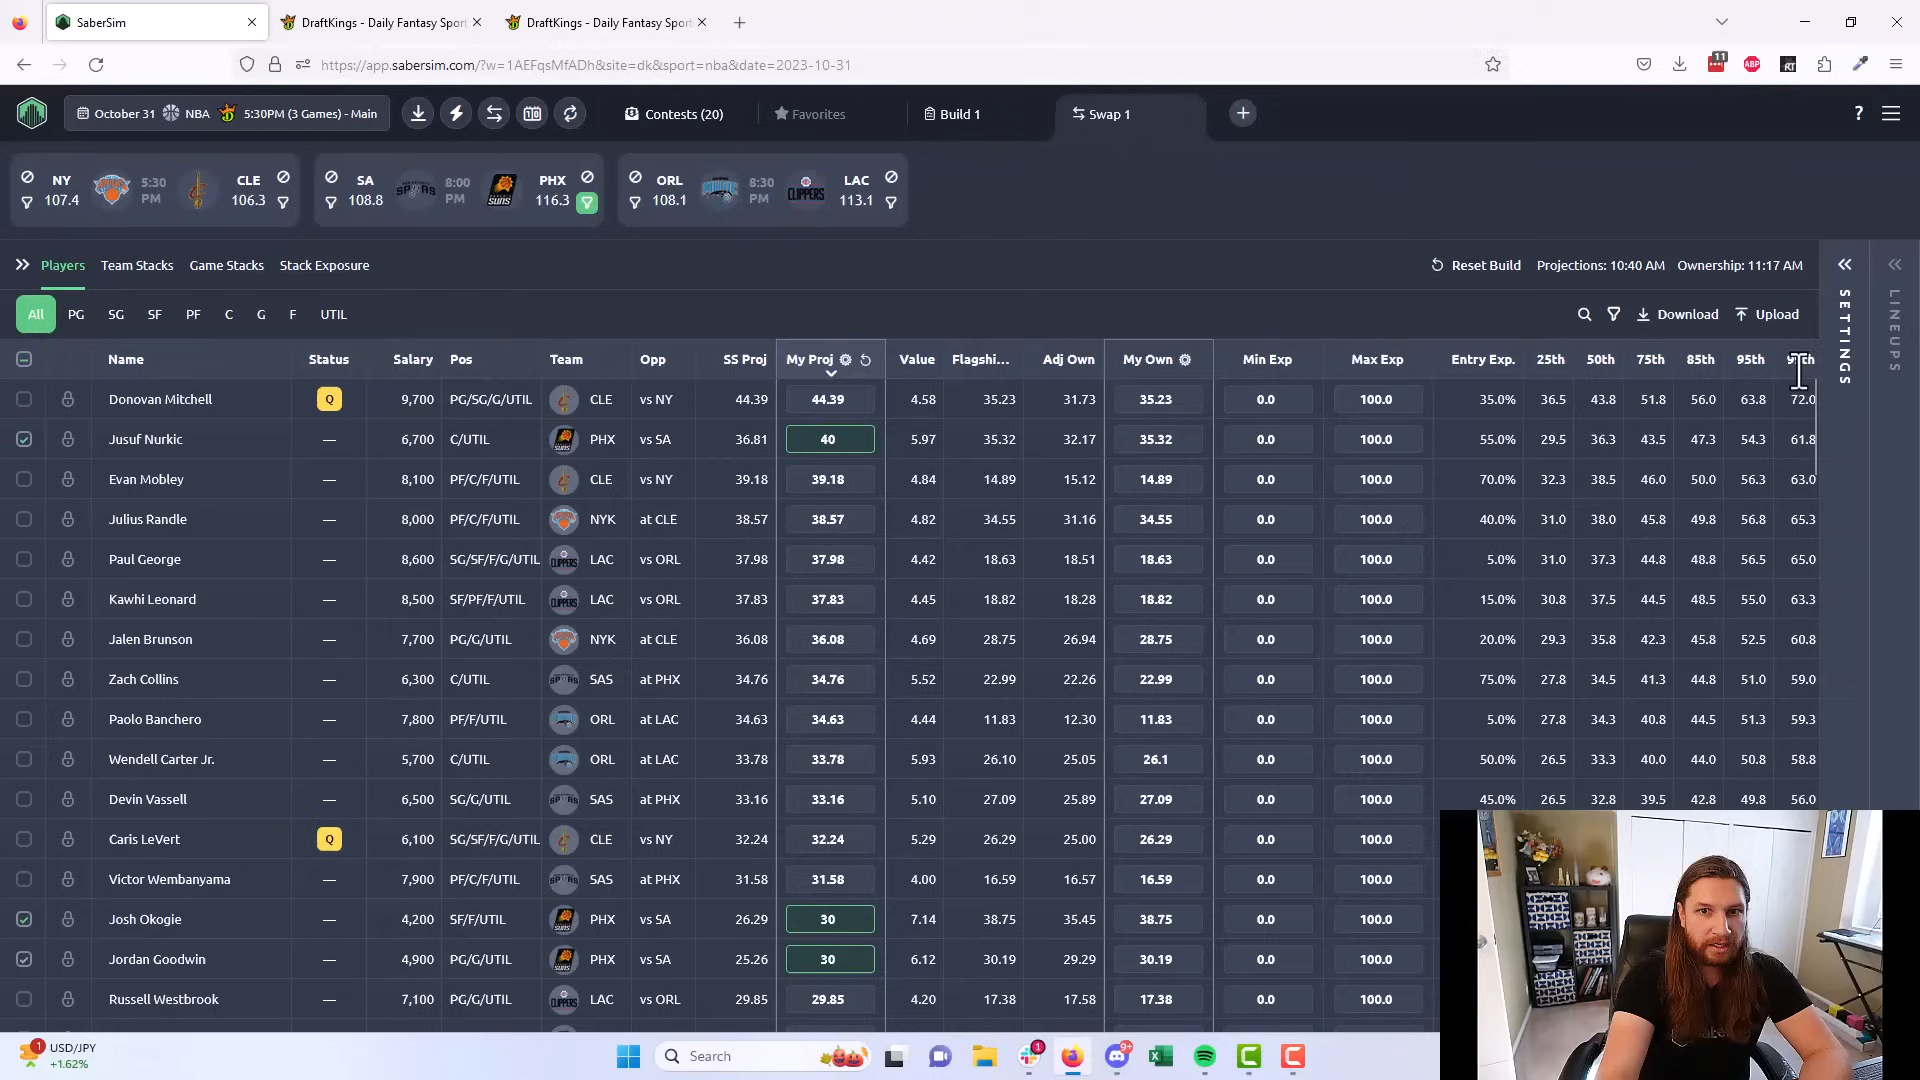 SaberSim
DraftKings - Daily Fantasy Sport
DraftKings - Daily Fantasy Sport
https://app.sabersim.com/?w=1AEFqsMfADh&site=dk&sport=nba&date=2023-10-31
11
ABP
RT
October 31 NBA 5:30PM (3 Games) - Main
Contests (20)
Favorites
Build 1
Swap 1
NY 107.4 5:30 PM CLE 106.3
SA 108.8 8:00 PM PHX 116.3
ORL 108.1 8:30 PM LAC 113.1
Players Team Stacks Game Stacks Stack Exposure
Reset Build Projections: 10:40 AM Ownership: 11:17 AM
All PG SG SF PF C G F UTIL
Download Upload
SETTINGS
LINEUPS
Name Status Salary Pos Team Opp SS Proj My Proj Value Flagshi... Adj Own My Own Min Exp Max Exp Entry Exp. 25th 50th 75th 85th 95th
Donovan Mitchell Q 9,700 PG/SG/G/UTIL CLE vs NY 44.39 44.39 4.58 35.23 31.73 35.23 0.0 100.0 35.0% 36.5 43.8 51.8 56.0 63.8 72.0
Jusuf Nurkic — 6,700 C/UTIL PHX vs SA 36.81 40 5.97 35.32 32.17 35.32 0.0 100.0 55.0% 29.5 36.3 43.5 47.3 54.3 61.8
Evan Mobley — 8,100 PF/C/F/UTIL CLE vs NY 39.18 39.18 4.84 14.89 15.12 14.89 0.0 100.0 70.0% 32.3 38.5 46.0 50.0 56.3 63.0
Julius Randle — 8,000 PF/C/F/UTIL NYK at CLE 38.57 38.57 4.82 34.55 31.16 34.55 0.0 100.0 40.0% 31.0 38.0 45.8 49.8 56.8 65.3
Paul George — 8,600 SG/SF/F/G/UTIL LAC vs ORL 37.98 37.98 4.42 18.63 18.51 18.63 0.0 100.0 5.0% 31.0 37.3 44.8 48.8 56.5 65.0
Kawhi Leonard — 8,500 SF/PF/F/UTIL LAC vs ORL 37.83 37.83 4.45 18.82 18.28 18.82 0.0 100.0 15.0% 30.8 37.5 44.5 48.5 55.0 63.3
Jalen Brunson — 7,700 PG/G/UTIL NYK at CLE 36.08 36.08 4.69 28.75 26.94 28.75 0.0 100.0 20.0% 29.3 35.8 42.3 45.8 52.5 60.8
Zach Collins — 6,300 C/UTIL SAS at PHX 34.76 34.76 5.52 22.99 22.26 22.99 0.0 100.0 75.0% 27.8 34.5 41.3 44.8 51.0 59.0
Paolo Banchero — 7,800 PF/F/UTIL ORL at LAC 34.63 34.63 4.44 11.83 12.30 11.83 0.0 100.0 5.0% 27.8 34.3 40.8 44.5 51.3 59.3
Wendell Carter Jr. — 5,700 C/UTIL ORL at LAC 33.78 33.78 5.93 26.10 25.05 26.1 0.0 100.0 50.0% 26.5 33.3 40.0 44.0 50.8 58.8
Devin Vassell — 6,500 SG/G/UTIL SAS at PHX 33.16 33.16 5.10 27.09 25.89 27.09 0.0 100.0 45.0% 26.5 32.8 39.5 42.8 49.8 56.0
Caris LeVert Q 6,100 SG/SF/F/G/UTIL CLE vs NY 32.24 32.24 5.29 26.29 25.00 26.29 0.0 100.0
Victor Wembanyama — 7,900 PF/C/F/UTIL SAS at PHX 31.58 31.58 4.00 16.59 16.57 16.59 0.0 100.0
Josh Okogie — 4,200 SF/F/UTIL PHX vs SA 26.29 30 7.14 38.75 35.45 38.75 0.0 100.0
Jordan Goodwin — 4,900 PG/G/UTIL PHX vs SA 25.26 30 6.12 30.19 29.29 30.19 0.0 100.0
Russell Westbrook — 7,100 PG/G/UTIL LAC vs ORL 29.85 29.85 4.20 17.38 17.58 17.38 0.0 100.0
1 USD/JPY
+1.62%
Search
1
9+